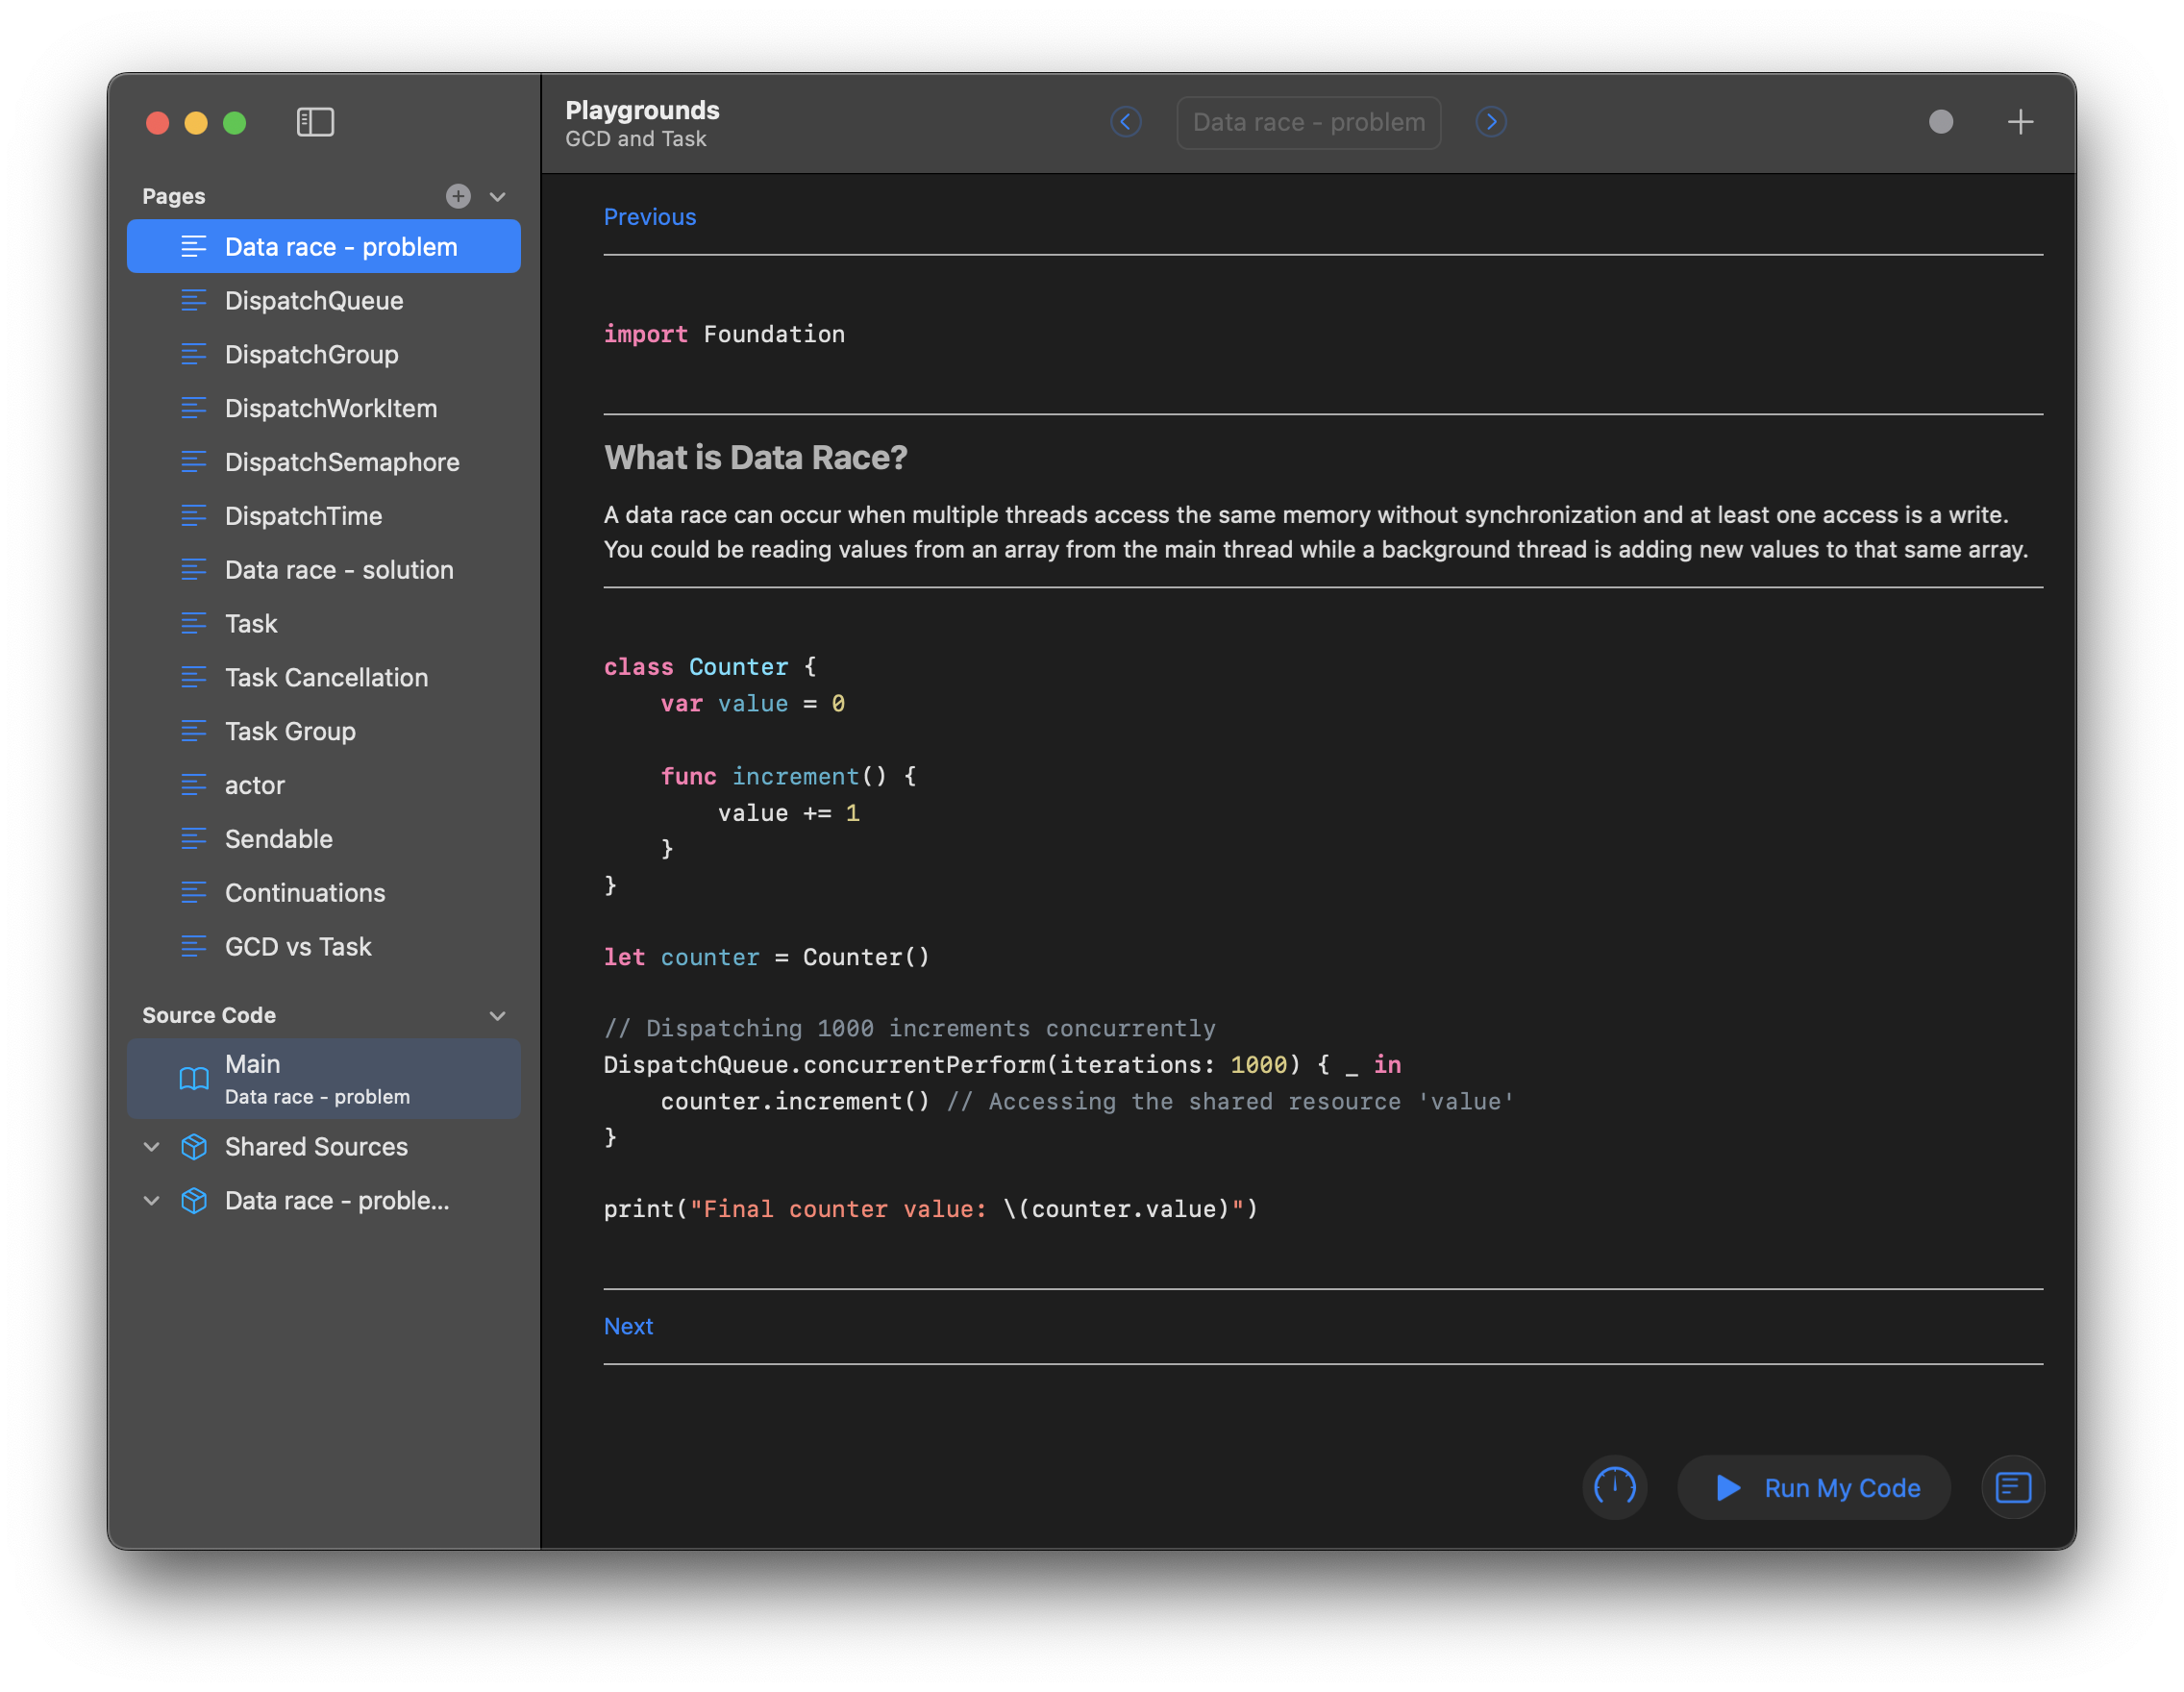 Playgrounds
GCD and Task
Data race - problem
Pages
Data race - problem
DispatchQueue
DispatchGroup
DispatchWorkItem
DispatchSemaphore
DispatchTime
Data race - solution
Task
Task Cancellation
Task Group
actor
Sendable
Continuations
GCD vs Task
Source Code
Main
Data race - problem
Shared Sources
Data race - proble...
Previous
import Foundation
What is Data Race?
A data race can occur when multiple threads access the same memory without synchronization and at least one access is a write.
You could be reading values from an array from the main thread while a background thread is adding new values to that same array.
class Counter {
    var value = 0
    func increment() {
        value += 1
    }
}
let counter = Counter()
// Dispatching 1000 increments concurrently
DispatchQueue.concurrentPerform(iterations: 1000) { _ in
    counter.increment() // Accessing the shared resource 'value'
}
print("Final counter value: \(counter.value)")
Next
Run My Code